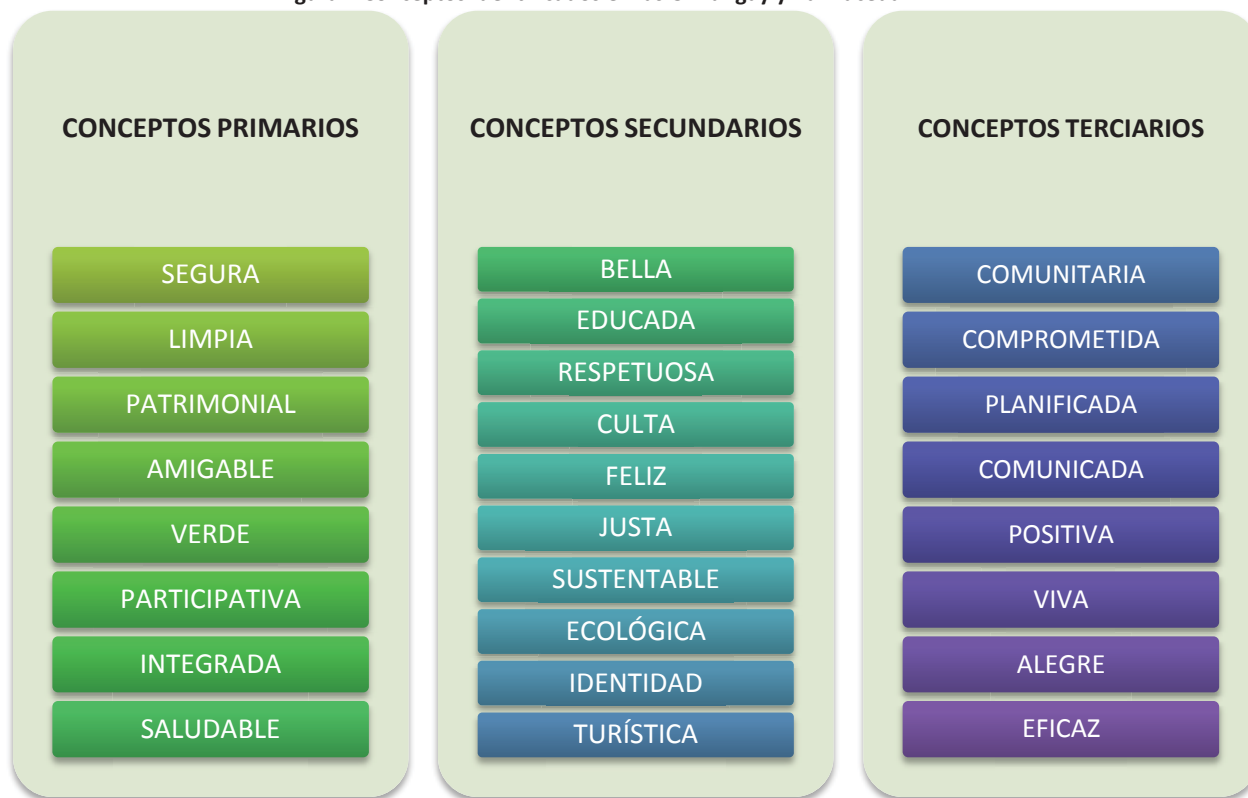 CONCEPTOS PRIMARIOS
SEGURA
LIMPIA
PATRIMONIAL
AMIGABLE
VERDE
PARTICIPATIVA
INTEGRADA
SALUDABLE
CONCEPTOS SECUNDARIOS
BELLA
EDUCADA
RESPETUOSA
CULTA
FELIZ
JUSTA
SUSTENTABLE
ECOLÓGICA
IDENTIDAD
TURÍSTICA
CONCEPTOS TERCIARIOS
COMUNITARIA
COMPROMETIDA
PLANIFICADA
COMUNICADA
POSITIVA
VIVA
ALEGRE
EFICAZ